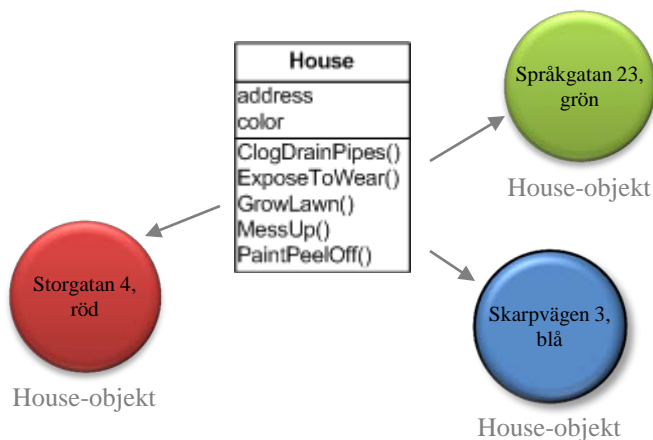 House
address
color
ClogDrainPipes()
ExposeToWear()
GrowLawn()
MessUp()
PaintPeelOff()
Språkgatan 23,
grön
House-objekt
Storgatan 4,
röd
House-objekt
Skarpvägen 3,
blå
House-objekt